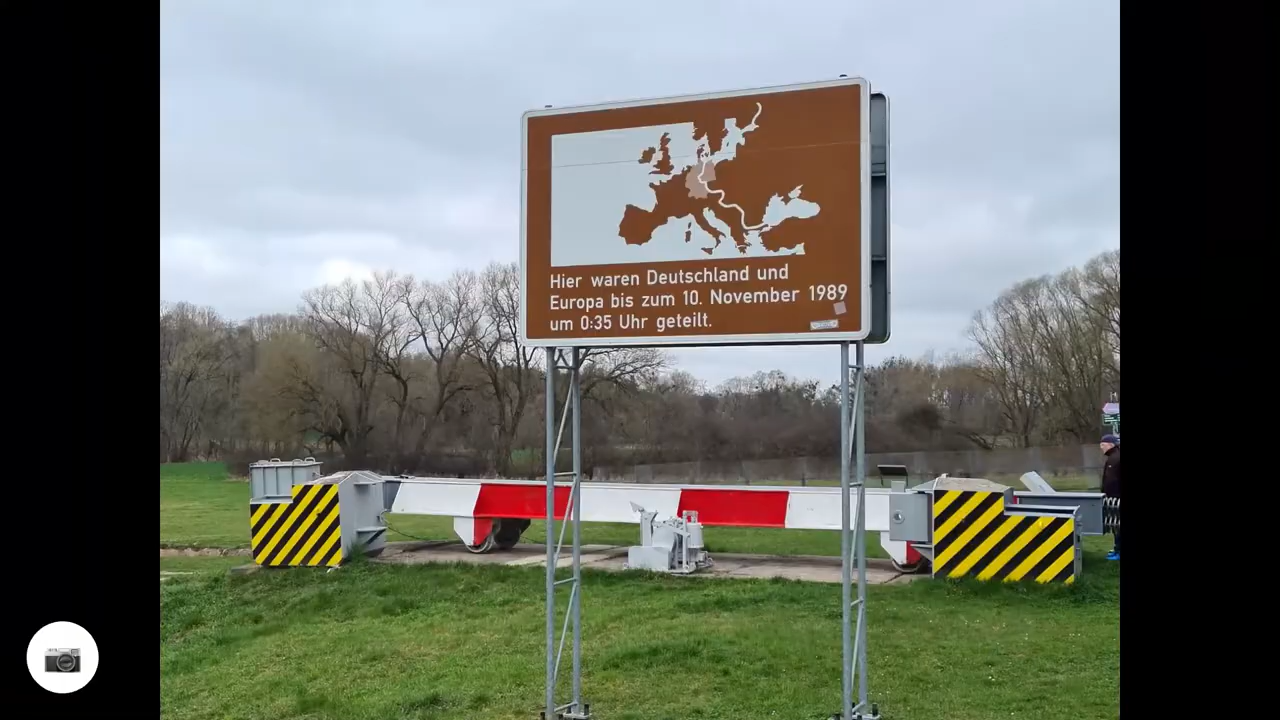 Hier waren Deutschland und
Europa bis zum 10. November 1989
um 0:35 Uhr geteilt.